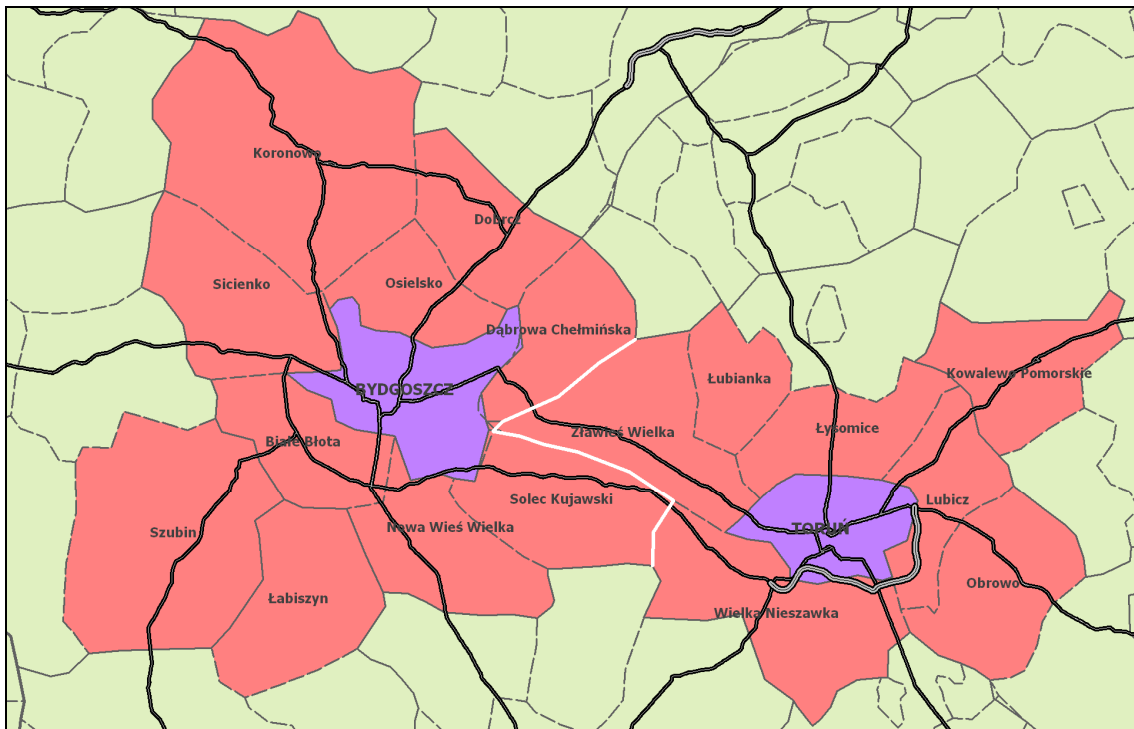 Koronowo
Dobrcz
Sicienko
Osielsko
Dąbrowa Chełmińska
Kowalewo Pomorskie
Łubianka
BYDGOSZCZ
Łysomice
Zławieś Wielka
Białe Błota
Solec Kujawski
Lubicz
Nowa Wieś Wielka
TORUŃ
Szubin
Obrowo
Łabiszyn
Wielka Nieszawka